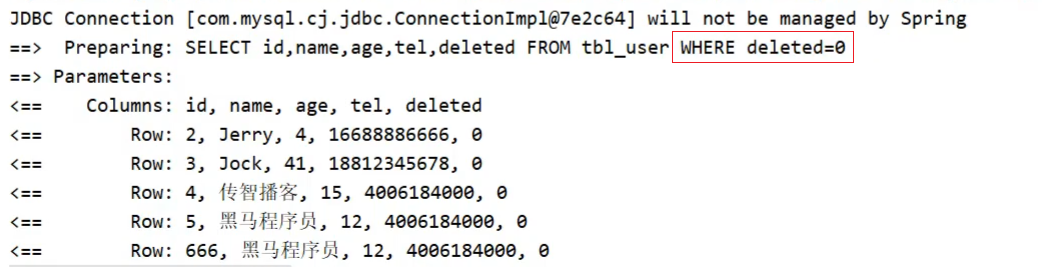 JDBC Connection [com.mysql.cj.jdbc.ConnectionImpl@7e2c64] will not be managed by Spring
==>  Preparing: SELECT id,name,age,tel,deleted FROM tbl_user WHERE deleted=0
==> Parameters:
<==    Columns: id, name, age, tel, deleted
<==        Row: 2, Jerry, 4, 16688886666, 0
<==        Row: 3, Jock, 41, 18812345678, 0
<==        Row: 4, 传智播客, 15, 4006184000, 0
<==        Row: 5, 黑马程序员, 12, 4006184000, 0
<==        Row: 666, 黑马程序员, 12, 4006184000, 0